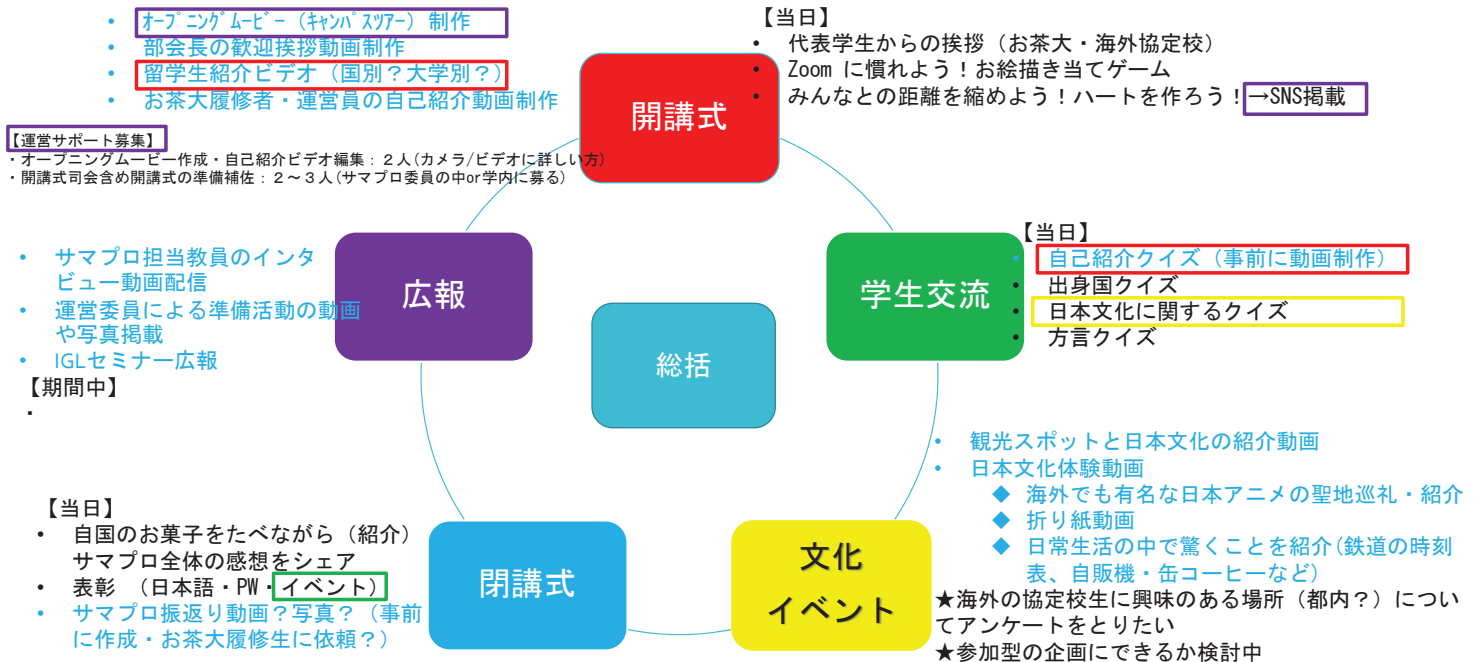 • ｵｰﾌﾟﾆﾝｸﾞﾑｰﾋﾞｰ（ｷｬﾝﾊﾟｽﾂｱｰ）制作
• 部会長の歓迎挨拶動画制作
• 留学生紹介ビデオ（国別？大学別？）
• お茶大履修者・運営員の自己紹介動画制作
【運営サポート募集】
・オープニングムービー作成・自己紹介ビデオ編集：２人(カメラ/ビデオに詳しい方)
・開講式司会含め開講式の準備補佐：２～３人(サマプロ委員の中or学内に募る)
開講式
【当日】
• 代表学生からの挨拶（お茶大・海外協定校）
• Zoom に慣れよう！お絵描き当てゲーム
• みんなとの距離を縮めよう！ハートを作ろう！→SNS掲載
• サマプロ担当教員のインタ
ビュー動画配信
• 運営委員による準備活動の動画
や写真掲載
• IGLセミナー広報
【期間中】
・
広報
総括
学生交流
【当日】
• 自己紹介クイズ（事前に動画制作）
• 出身国クイズ
• 日本文化に関するクイズ
• 方言クイズ
【当日】
• 自国のお菓子をたべながら（紹介）
サマプロ全体の感想をシェア
• 表彰 （日本語・PW・イベント）
• サマプロ振返り動画？写真？（事前
に作成・お茶大履修生に依頼？）
閉講式
文化
イベント
• 観光スポットと日本文化の紹介動画
• 日本文化体験動画
◆ 海外でも有名な日本アニメの聖地巡礼・紹介
◆ 折り紙動画
◆ 日常生活の中で驚くことを紹介(鉄道の時刻
表、自販機・缶コーヒーなど)
★海外の協定校生に興味のある場所（都内？）につい
てアンケートをとりたい
★参加型の企画にできるか検討中